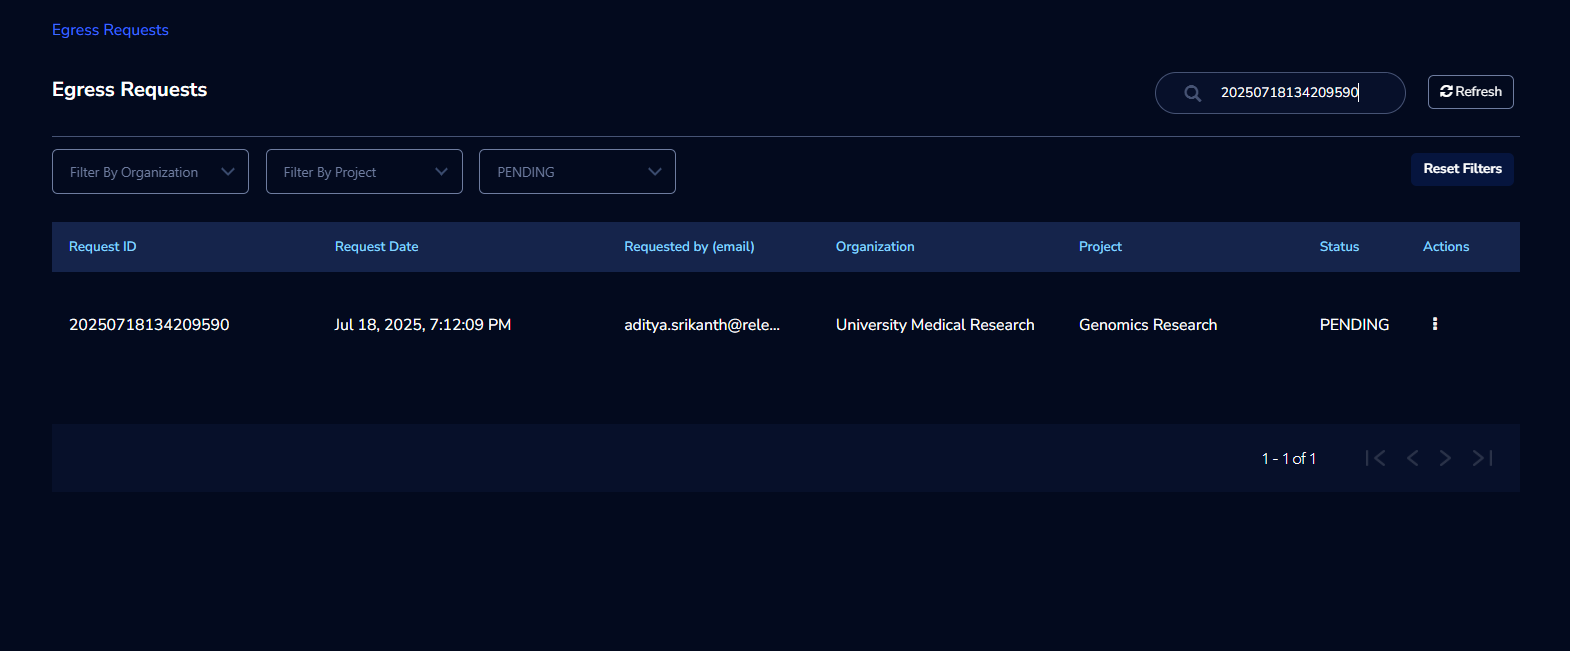 Egress Requests
Egress Requests
20250718134209590
Refresh
Filter By Organization
Filter By Project
PENDING
Reset Filters
Request ID Request Date Requested by (email) Organization Project Status Actions
20250718134209590 Jul 18, 2025, 7:12:09 PM aditya.srikanth@rele... University Medical Research Genomics Research PENDING
1 - 1 of 1